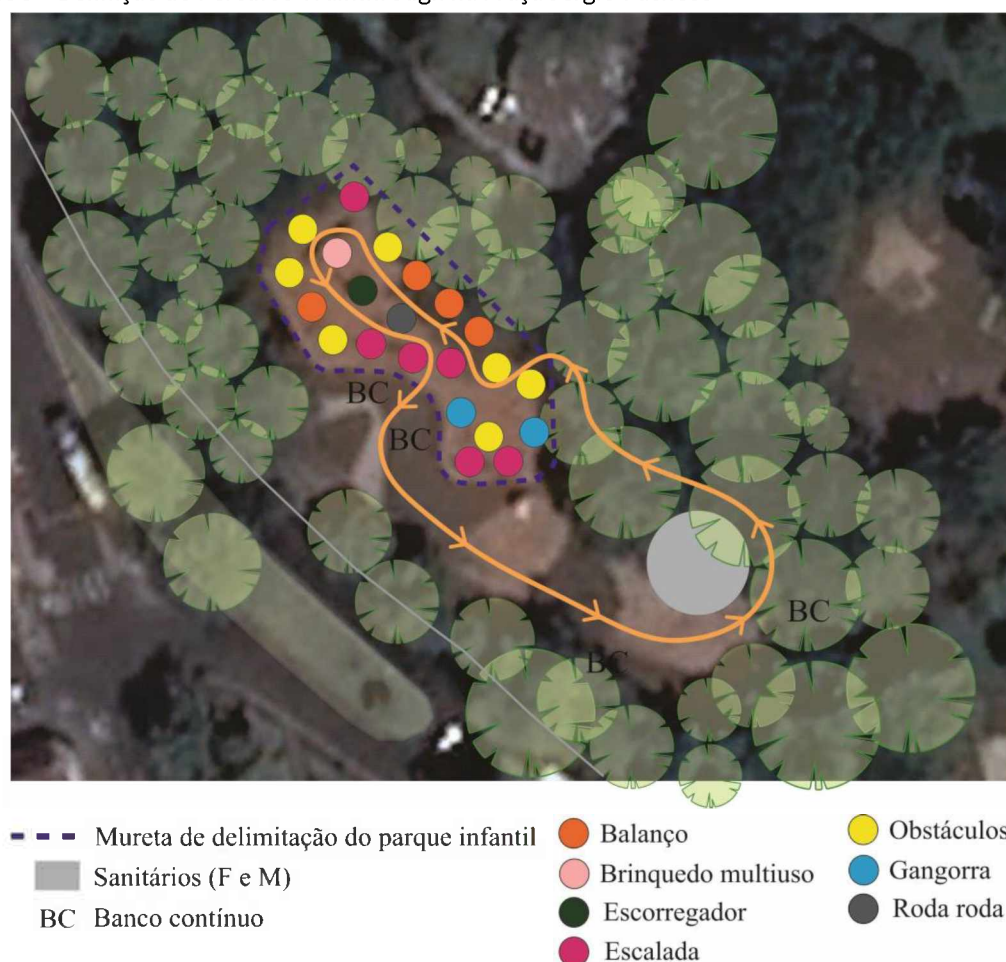 BC
BC
BC
BC
Mureta de delimitação do parque infantil
Sanitários (F e M)
BC Banco contínuo
Balanço
Brinquedo multiuso
Escorregador
Escalada
Obstáculos
Gangorra
Roda roda